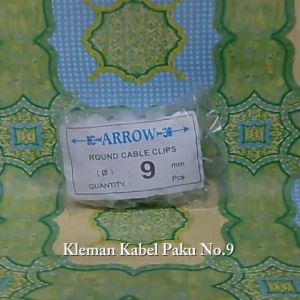 ARROW
ROUND CABLE CLIPS
( Ø ) : 9 mm
QUANTITY : Pcs
Kleman Kabel Paku No.9